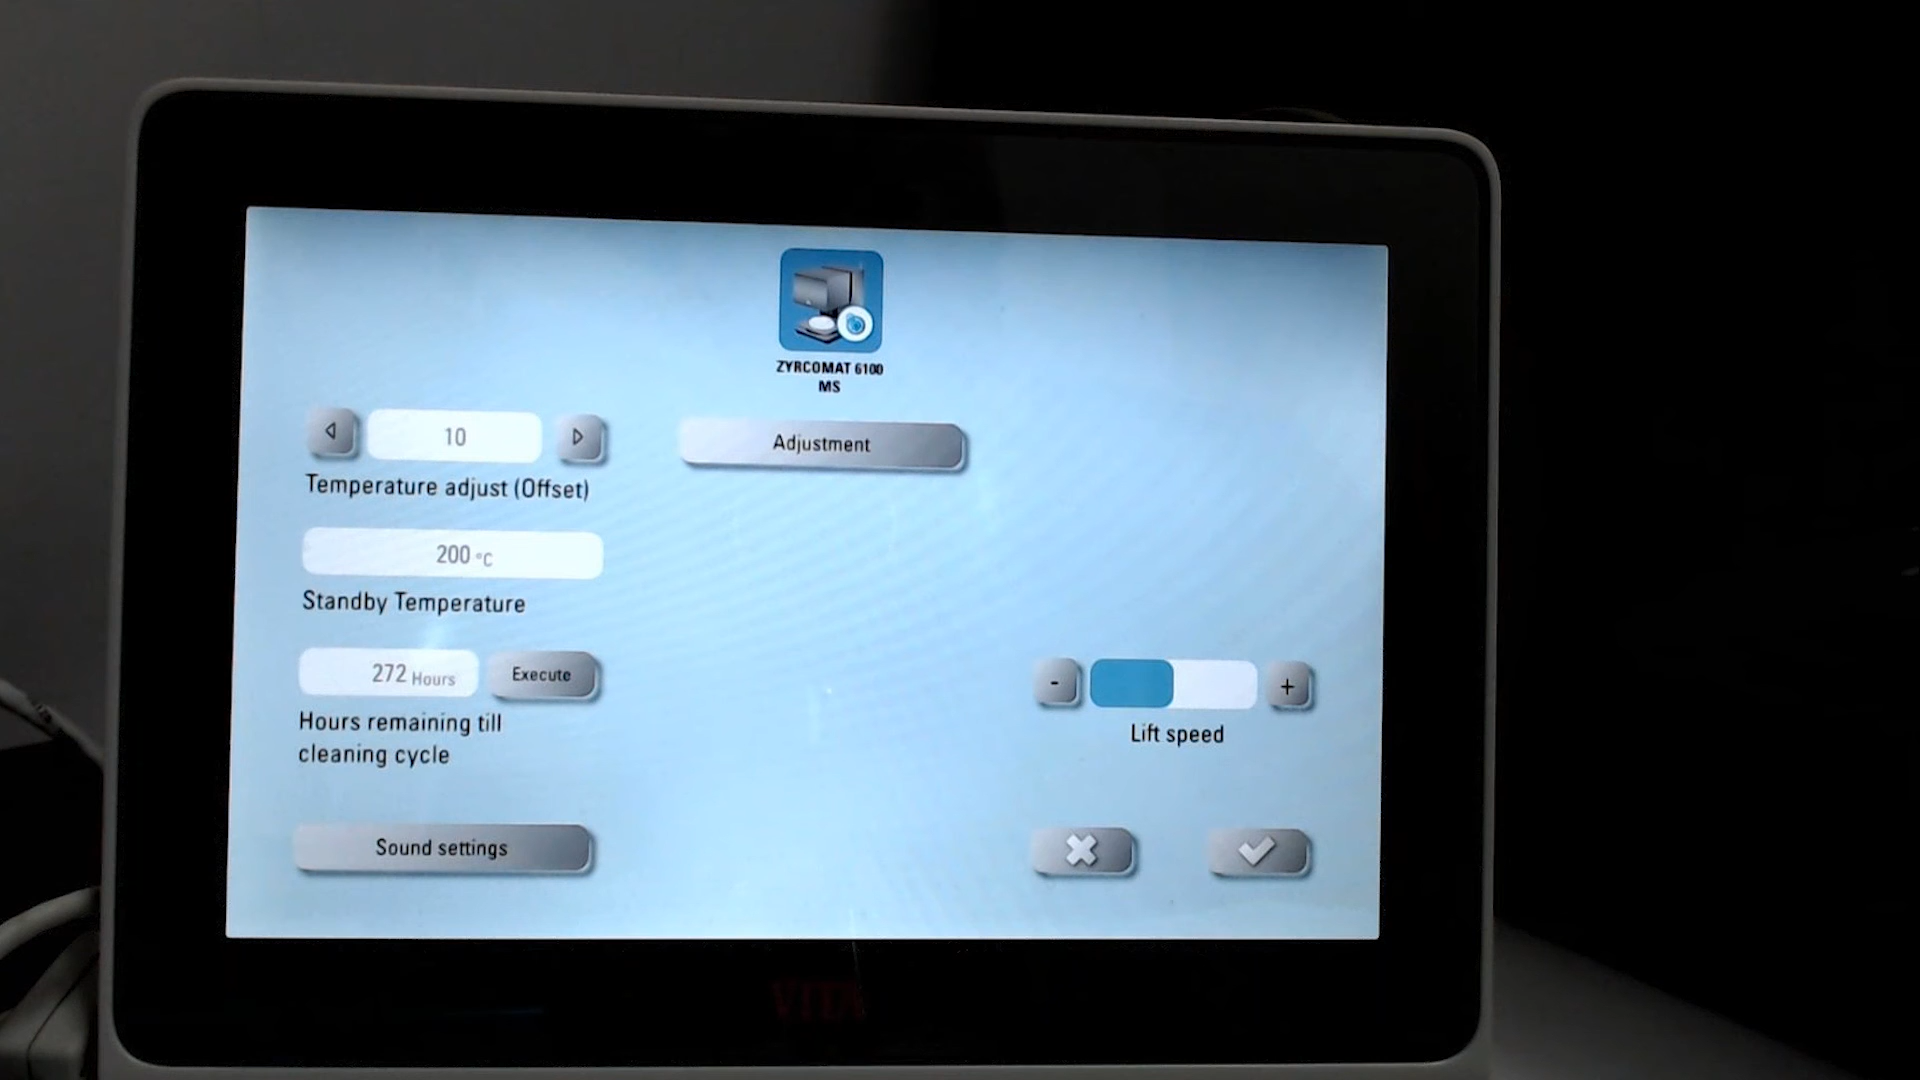 ZYRCOMAT 6100
MS
10
Adjustment
Temperature adjust (Offset)
200 °C
Standby Temperature
272 Hours
Execute
Hours remaining till
cleaning cycle
-
+
Lift speed
Sound settings
VITA